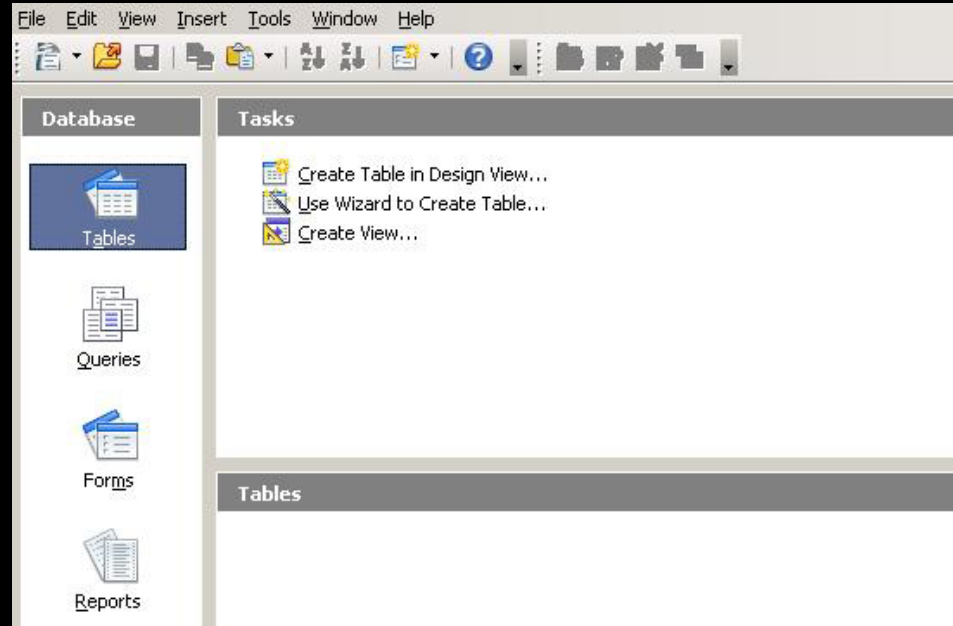 File Edit View Insert Tools Window Help
Database
Tables
Queries
Forms
Reports
Tasks
Create Table in Design View...
Use Wizard to Create Table...
Create View...
Tables